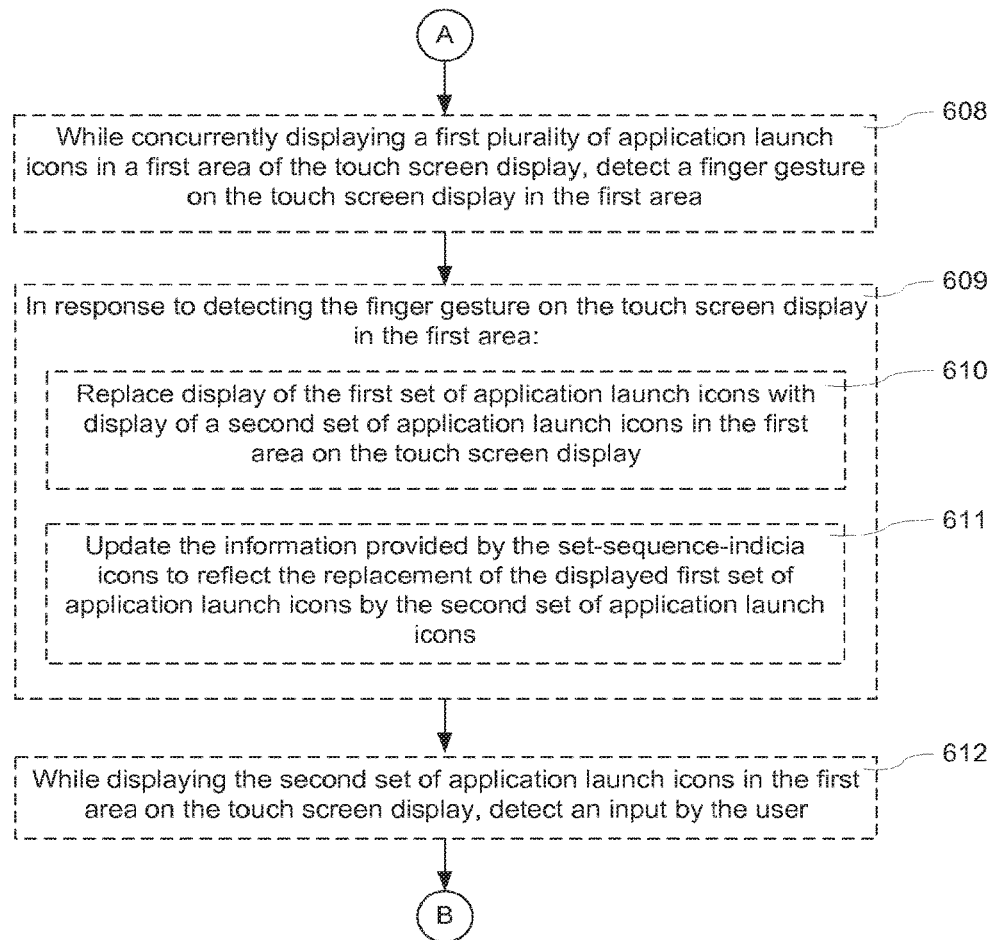 A
608
While concurrently displaying a first plurality of application launch
icons in a first area of the touch screen display, detect a finger gesture
on the touch screen display in the first area
609
In response to detecting the finger gesture on the touch screen display
in the first area:
610
Replace display of the first set of application launch icons with
display of a second set of application launch icons in the first
area on the touch screen display
611
Update the information provided by the set-sequence-indicia
icons to reflect the replacement of the displayed first set of
application launch icons by the second set of application launch
icons
612
While displaying the second set of application launch icons in the first
area on the touch screen display, detect an input by the user
B